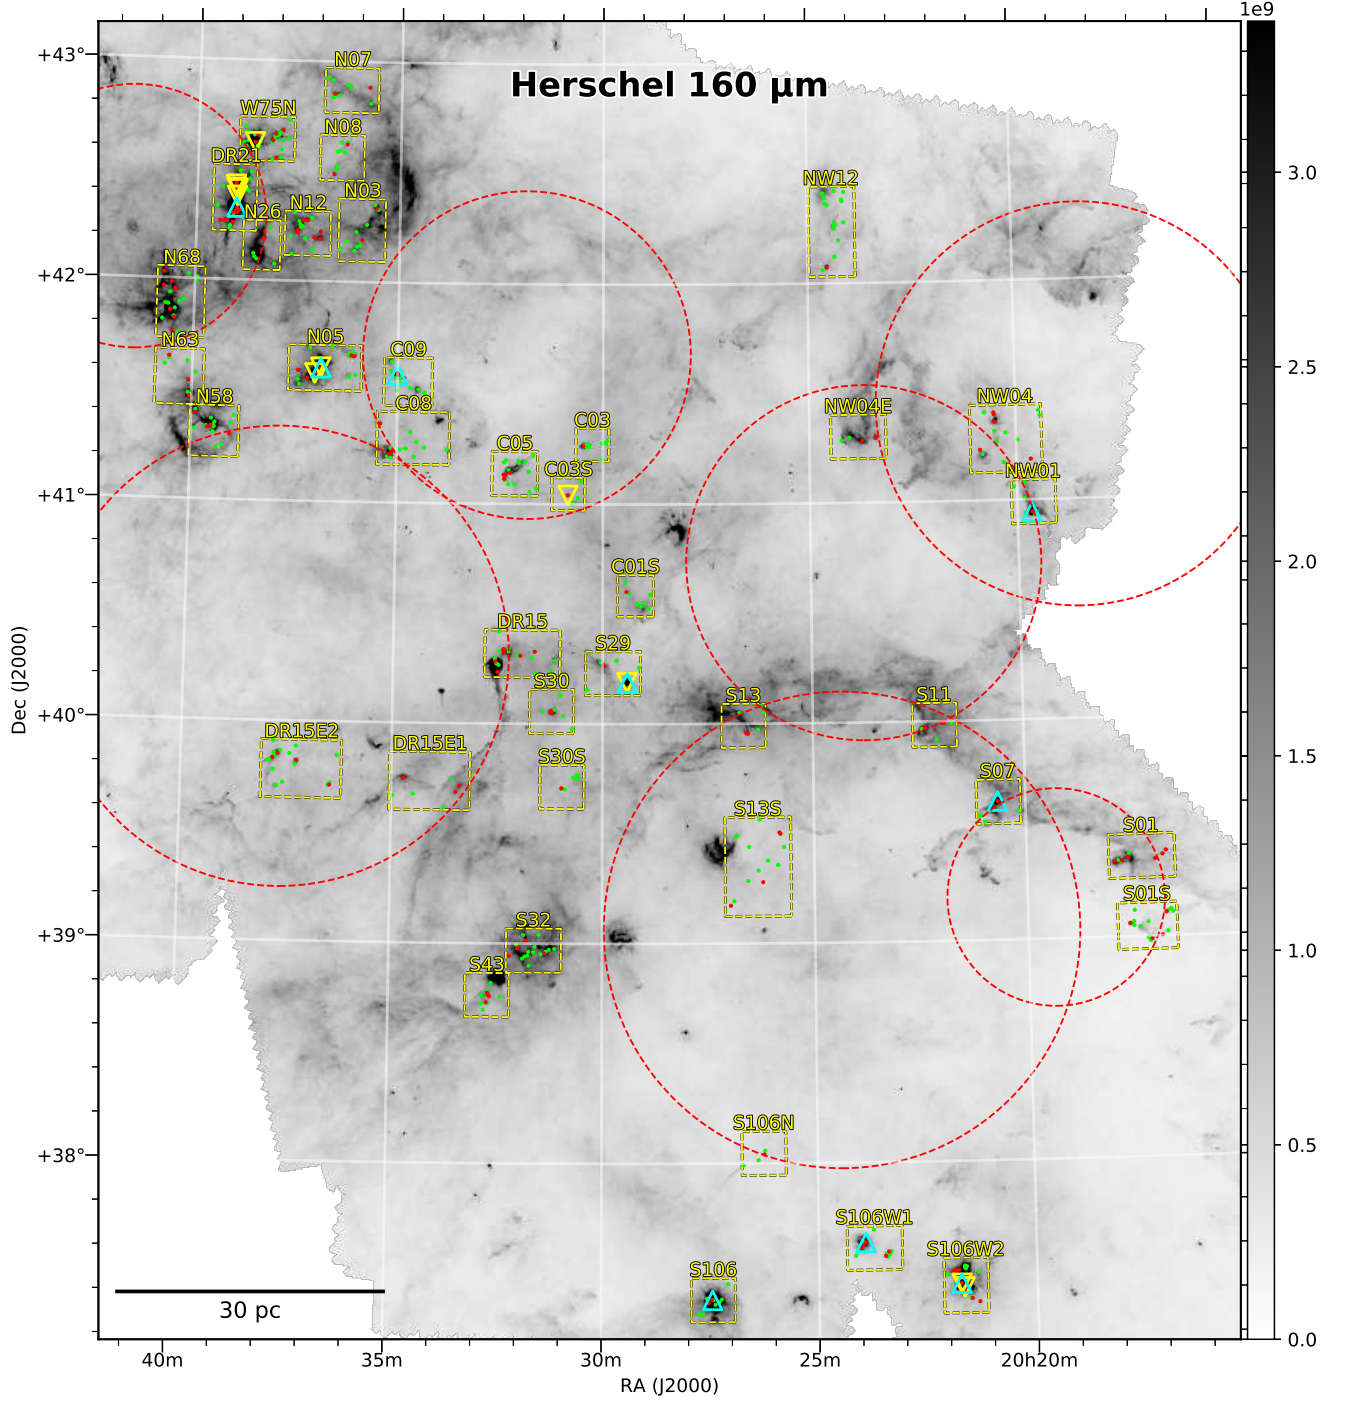 1e9
+43°
N07
Herschel 160 μm
W75N
N08
DR21
3.0
NW12
N03
N12
N26
N68
+42°
N63
N05
C09
2.5
N58
C08
NW04E
NW04
C03
C05
C03S
NW01
+41°
C01S
2.0
DR15
S29
S30
S13
S11
+40°
DR15E2
DR15E1
S30S
S07
1.5
S13S
S01
S01S
S32
+39°
1.0
S43
S106N
+38°
0.5
S106W1
S106W2
S106
30 pc
0.0
40m
35m
30m
25m
20h20m
RA (J2000)
Dec (J2000)